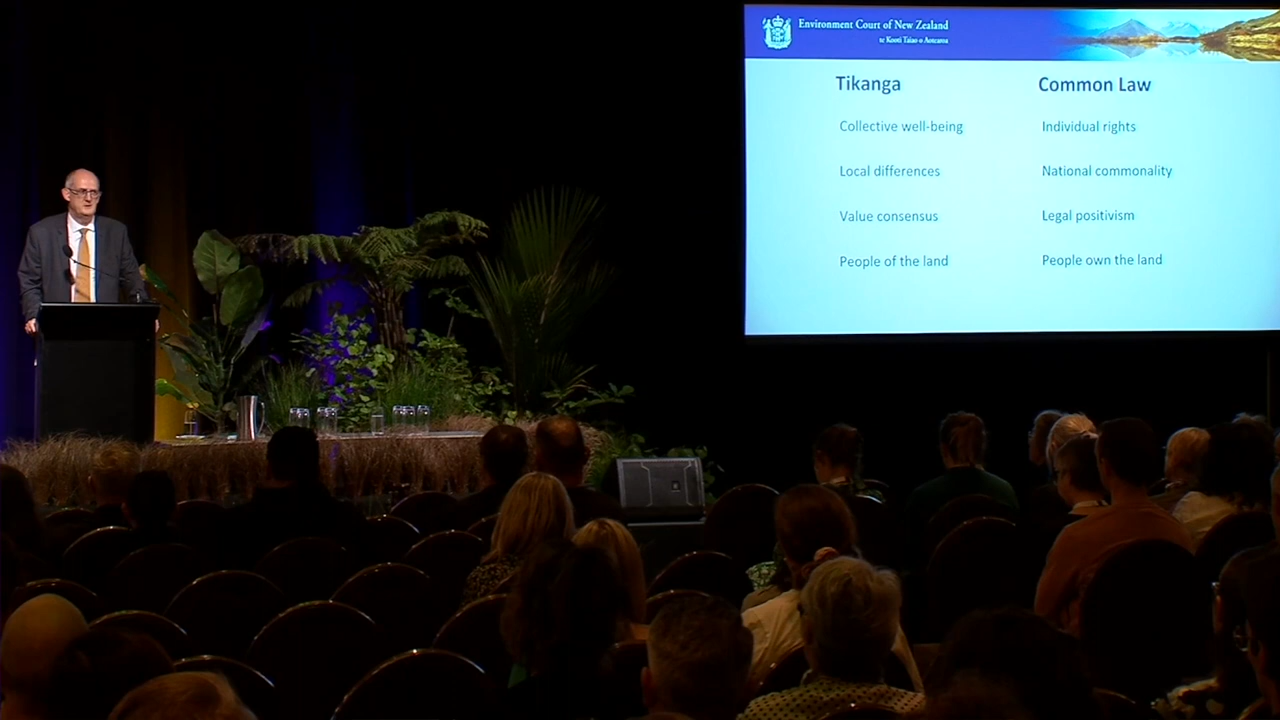 Environment Court of New Zealand
te Kooti Taiao o Aotearoa
Tikanga Common Law
Collective well-being Individual rights
Local differences National commonality
Value consensus Legal positivism
People of the land People own the land